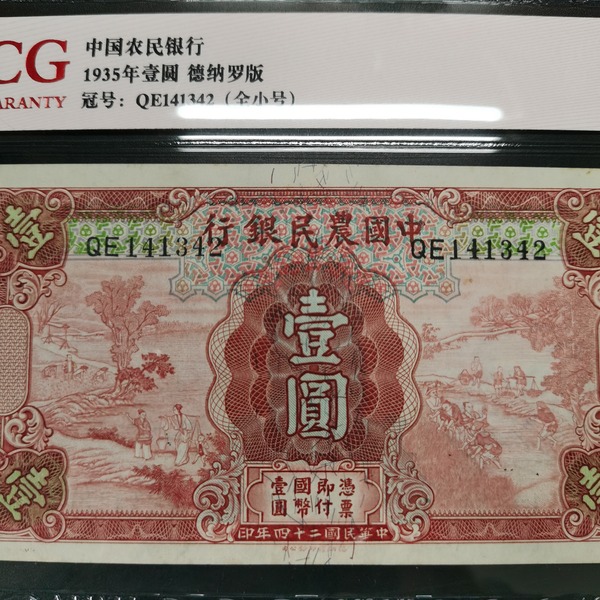 CG
ARANTY
中国农民银行
1935年壹圆 德纳罗版
冠号：QE141342（全小号）
行銀民農國中
QE141342
QE141342
壹
圓
憑票即付國幣壹圓
印年四十二國民華中